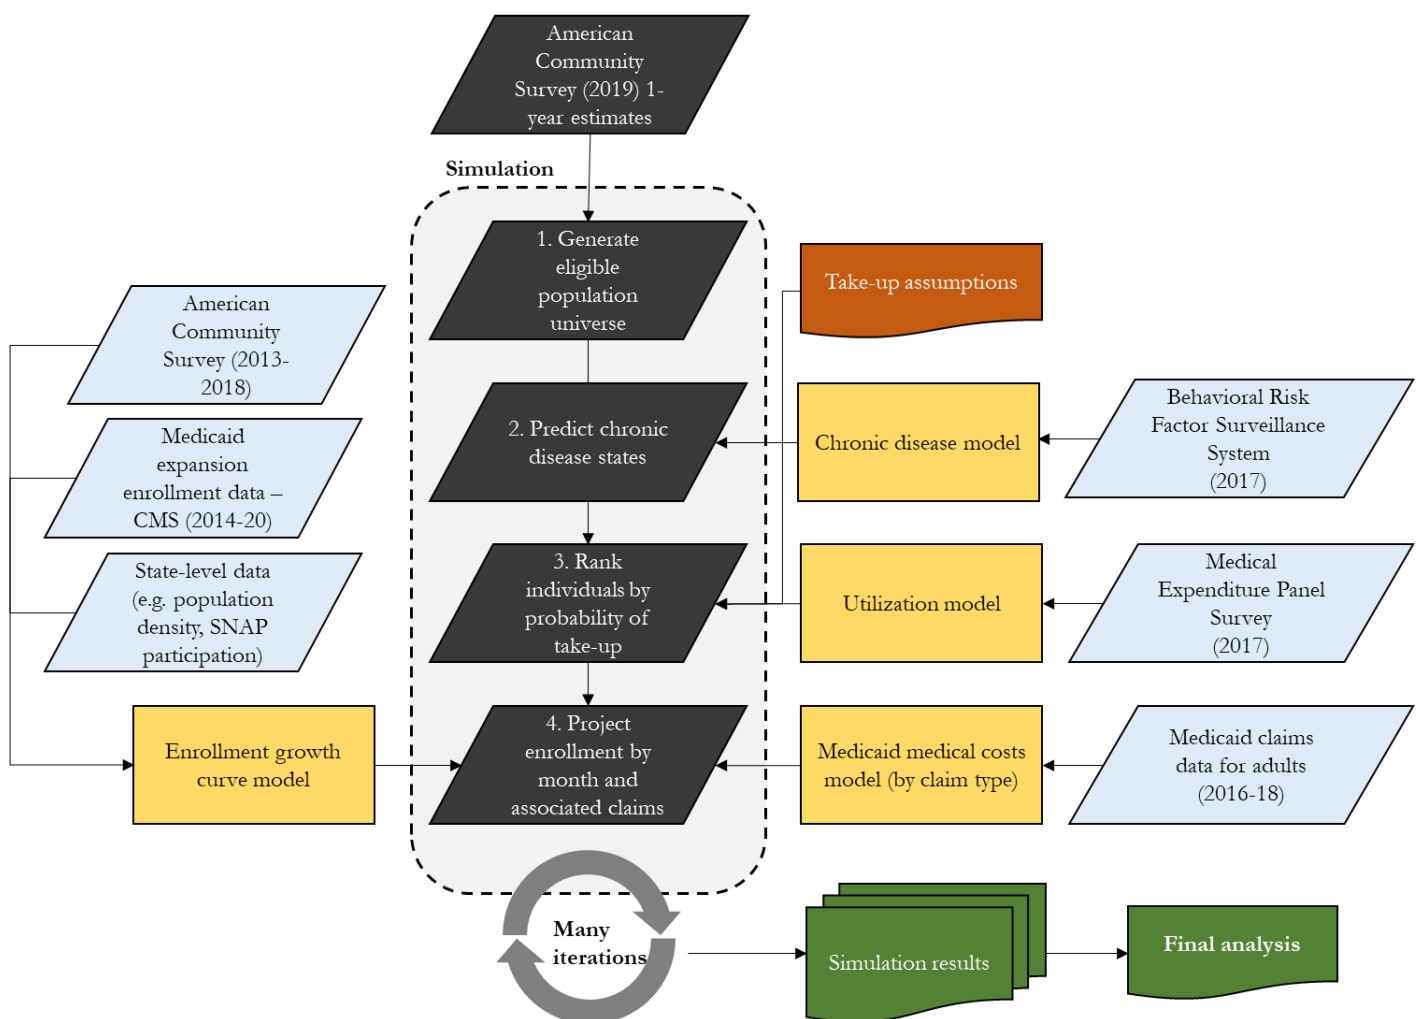 American
Community
Survey (2019) 1-
year estimates
Simulation
1. Generate
eligible
population
universe
Take-up assumptions
American
Community
Survey (2013-
2018)
2. Predict chronic
disease states
Chronic disease model
Behavioral Risk
Factor Surveillance
System
(2017)
Medicaid
expansion
enrollment data –
CMS (2014-20)
3. Rank
individuals by
probability of
take-up
Utilization model
Medical
Expenditure Panel
Survey
(2017)
State-level data
(e.g. population
density, SNAP
participation)
Enrollment growth
curve model
4. Project
enrollment by
month and
associated claims
Medicaid medical costs
model (by claim type)
Medicaid claims
data for adults
(2016-18)
Many
iterations
Simulation results
Final analysis